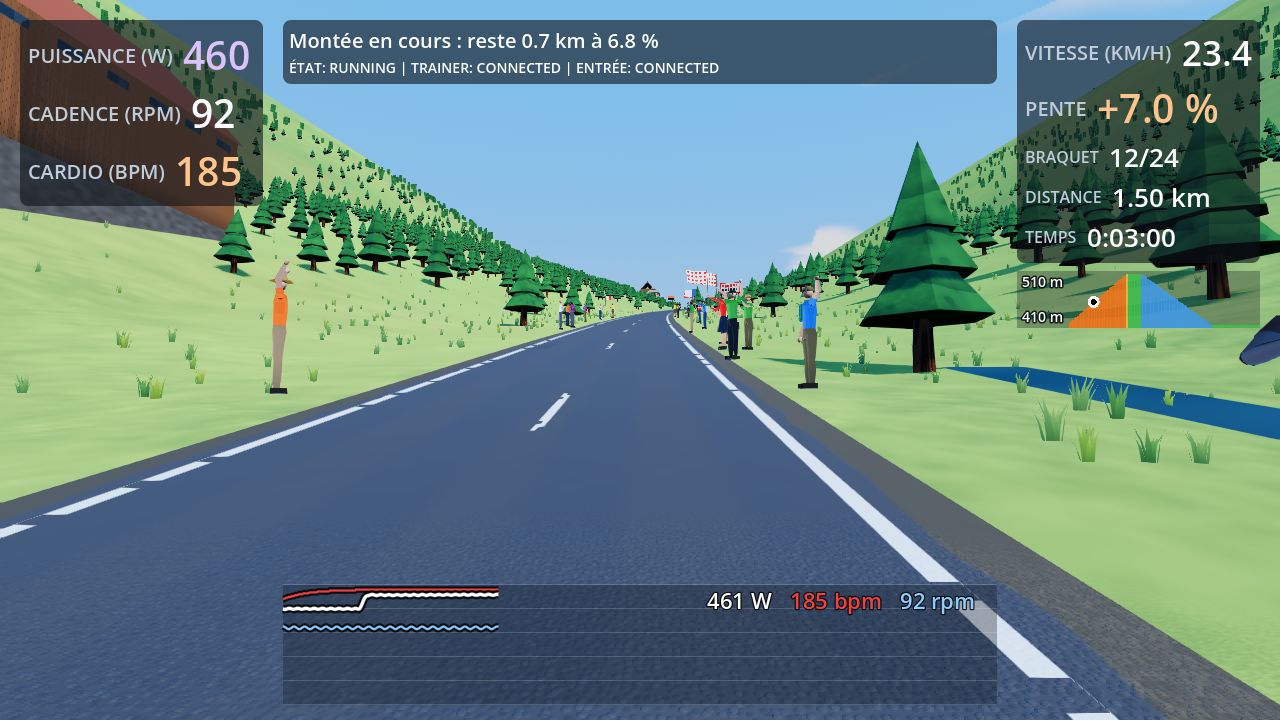 PUISSANCE (W) 460
CADENCE (RPM) 92
CARDIO (BPM) 185
Montée en cours : reste 0.7 km à 6.8 %
ÉTAT: RUNNING | TRAINER: CONNECTED | ENTRÉE: CONNECTED
VITESSE (KM/H) 23.4
PENTE +7.0 %
BRAQUET 12/24
DISTANCE 1.50 km
TEMPS 0:03:00
510 m
410 m
461 W 185 bpm 92 rpm